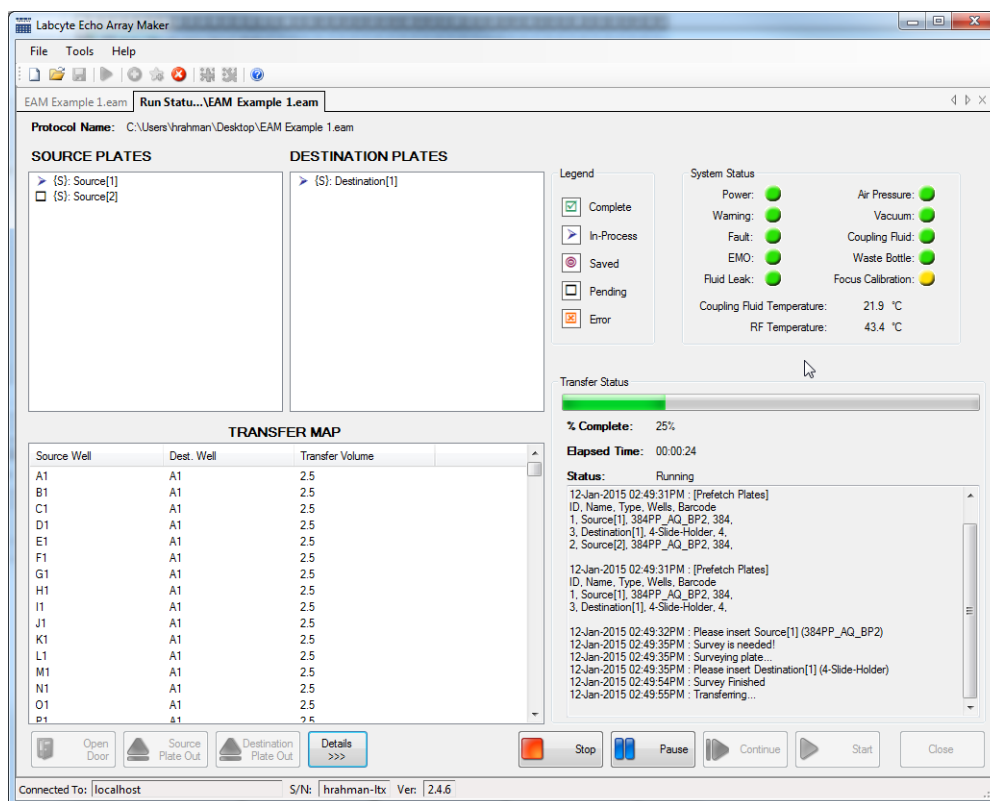 Labcyte Echo Array Maker
File Tools Help
EAM Example 1.eam Run Statu...\EAM Example 1.eam
Protocol Name: C:\Users\hrahman\Desktop\EAM Example 1.eam
SOURCE PLATES
{S}: Source[1]
{S}: Source[2]
DESTINATION PLATES
{S}: Destination[1]
Legend
Complete
In-Process
Saved
Pending
Error
System Status
Power: Air Pressure:
Warning: Vacuum:
Fault: Coupling Fluid:
EMO: Waste Bottle:
Fluid Leak: Focus Calibration:
Coupling Fluid Temperature: 21.9 °C
RF Temperature: 43.4 °C
TRANSFER MAP
Source Well Dest. Well Transfer Volume
A1 A1 2.5
B1 A1 2.5
C1 A1 2.5
D1 A1 2.5
E1 A1 2.5
F1 A1 2.5
G1 A1 2.5
H1 A1 2.5
I1 A1 2.5
J1 A1 2.5
K1 A1 2.5
L1 A1 2.5
M1 A1 2.5
N1 A1 2.5
O1 A1 2.5
P1 A1 2.5
Transfer Status
% Complete: 25%
Elapsed Time: 00:00:24
Status: Running
12-Jan-2015 02:49:31PM : [Prefetch Plates]
ID, Name, Type, Wells, Barcode
1, Source[1], 384PP_AQ_BP2, 384,
3, Destination[1], 4-Slide-Holder, 4,
2, Source[2], 384PP_AQ_BP2, 384,
12-Jan-2015 02:49:31PM : [Prefetch Plates]
ID, Name, Type, Wells, Barcode
1, Source[1], 384PP_AQ_BP2, 384,
3, Destination[1], 4-Slide-Holder, 4,
12-Jan-2015 02:49:32PM : Please insert Source[1] (384PP_AQ_BP2)
12-Jan-2015 02:49:35PM : Survey is needed!
12-Jan-2015 02:49:35PM : Surveying plate...
12-Jan-2015 02:49:35PM : Please insert Destination[1] (4-Slide-Holder)
12-Jan-2015 02:49:54PM : Survey Finished
12-Jan-2015 02:49:55PM : Transferring...
Open Door
Source Plate Out
Destination Plate Out
Details >>>
Stop
Pause
Continue
Start
Close
Connected To: localhost S/N: hrahman-ltx Ver: 2.4.6